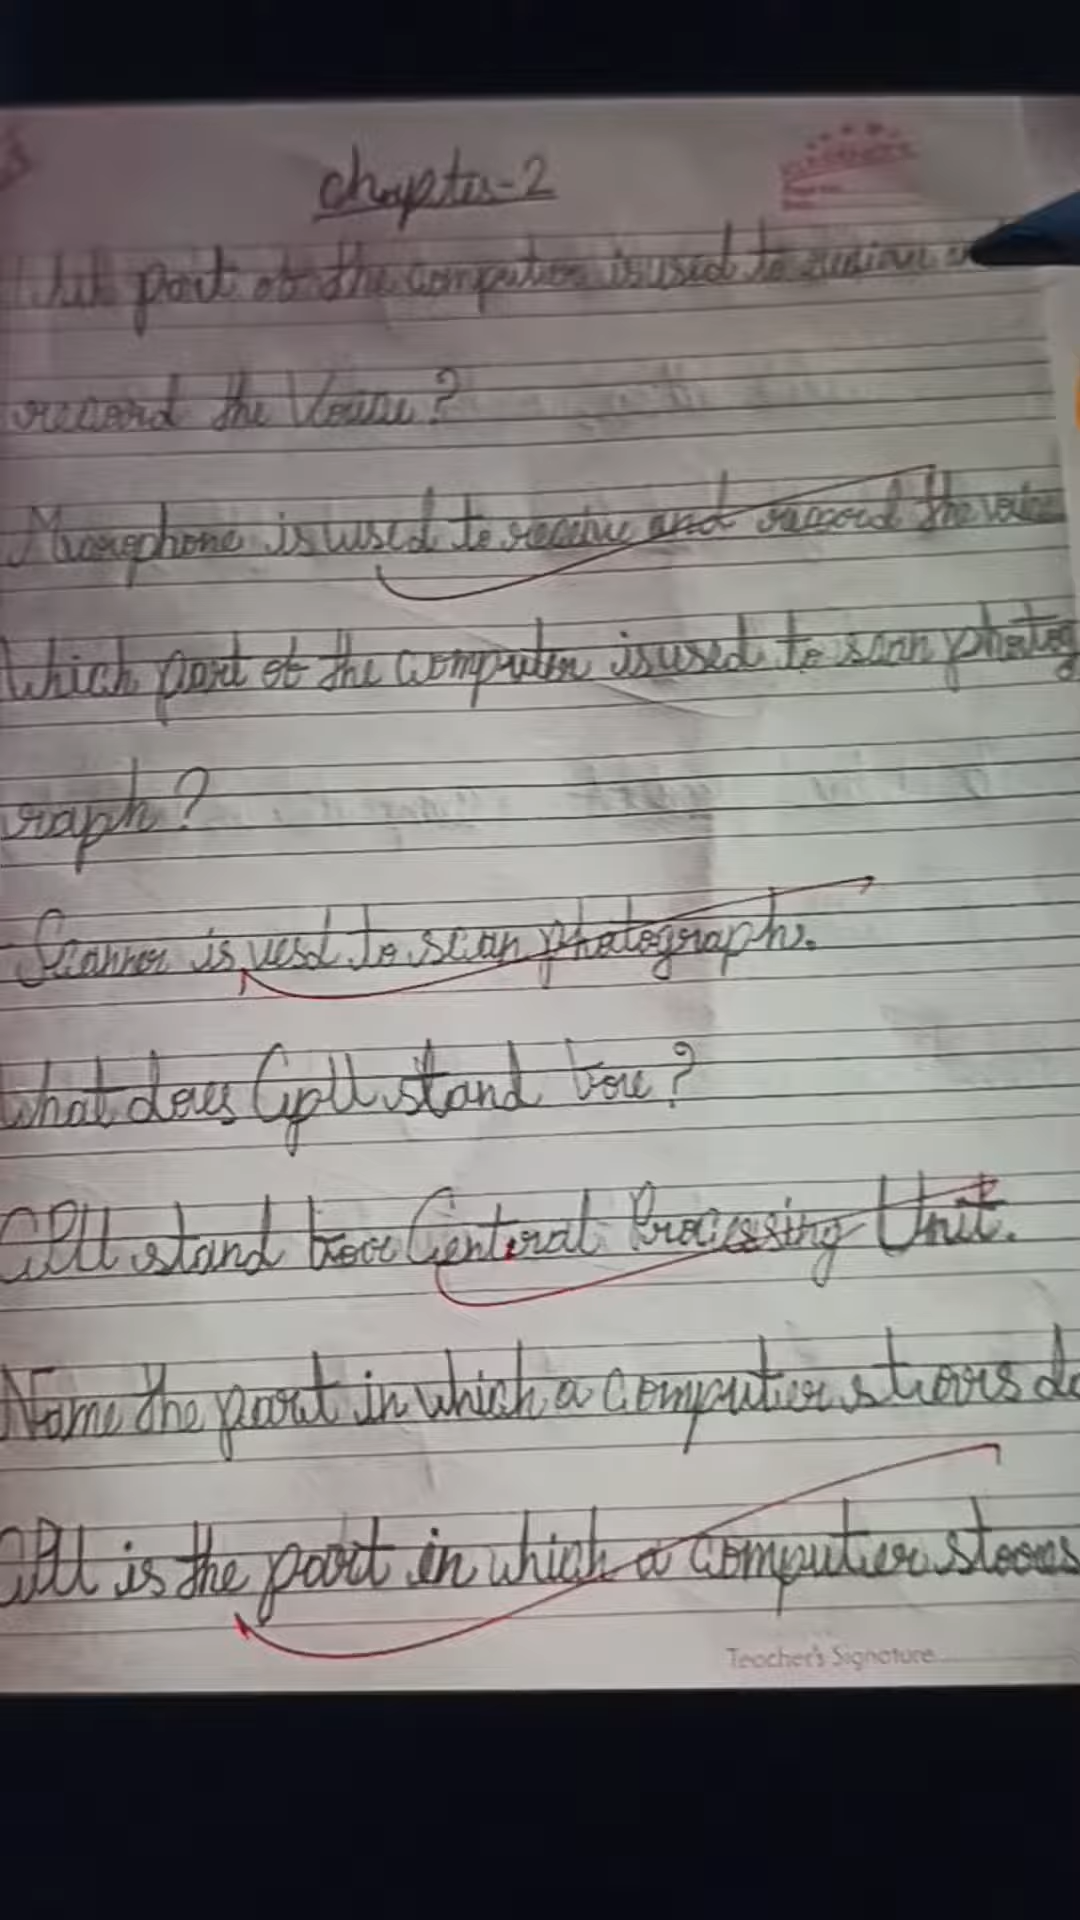 Chapter-2
part of the computer is used to
record the Voice?
Microphone is used to receive and record the voice
Which part of the computer is used to scan photog
raph?
Scanner is uesd to scan photographs.
What does CPU stand for?
CPU stand for Centeral Processing Unit.
Name the part in which a computer stores da
CPU is the part in which a computer stores
Teacher's Signature